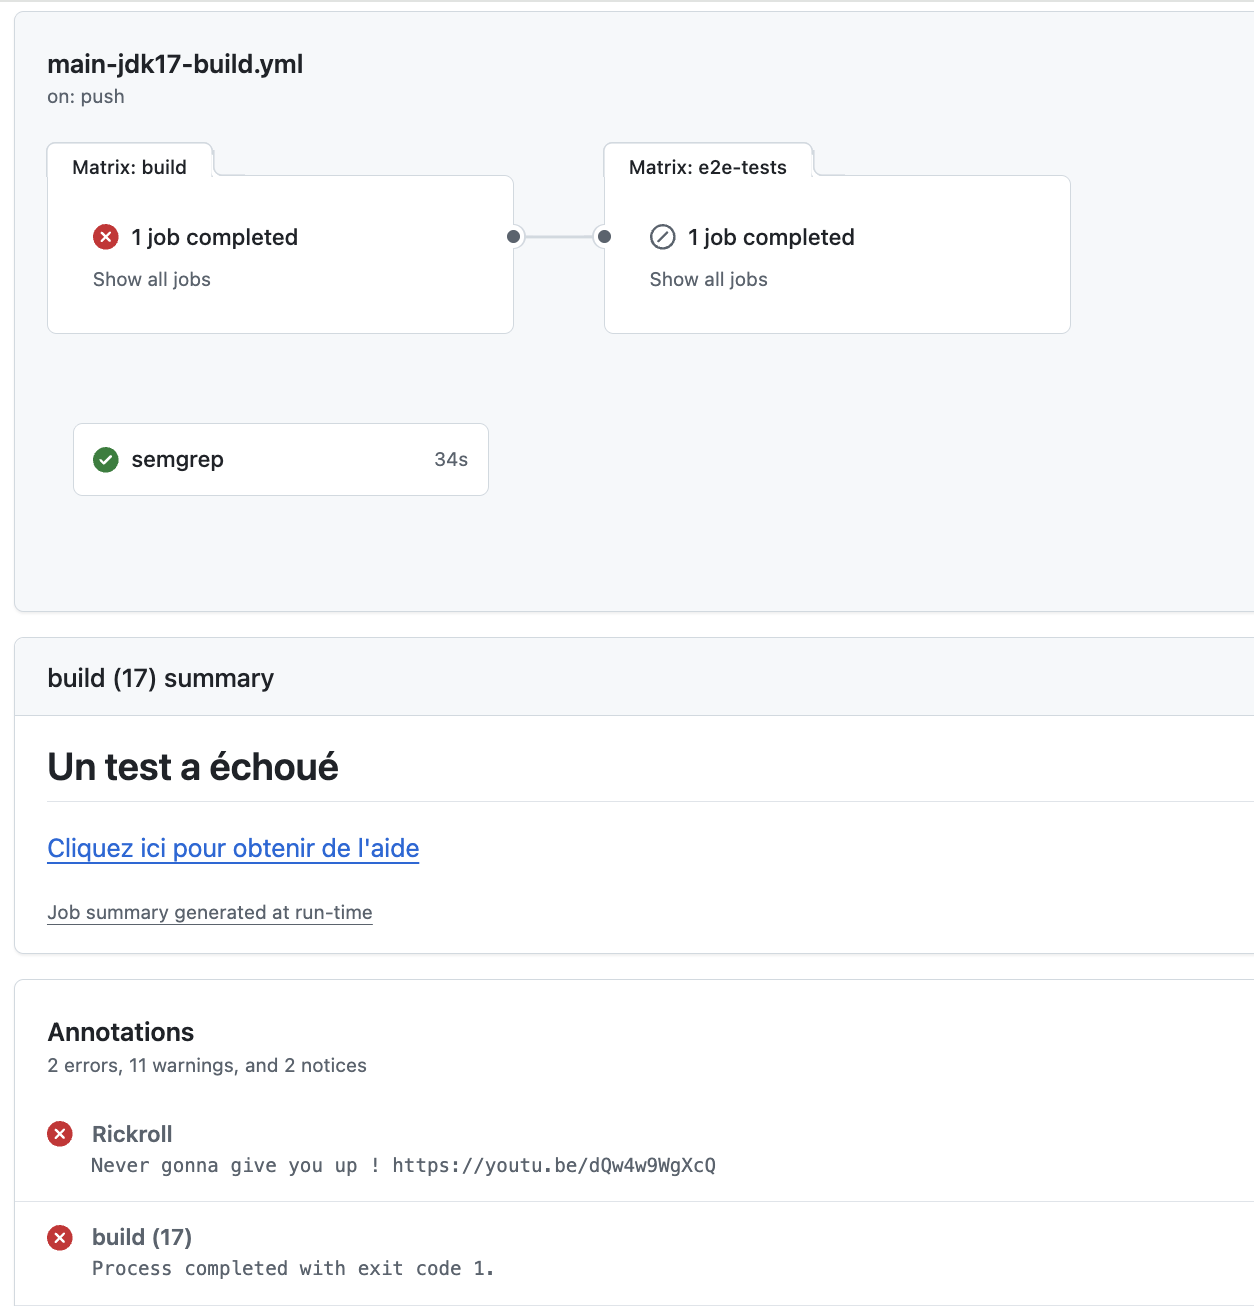 main-jdk17-build.yml
on: push
Matrix: build
1 job completed
Show all jobs
Matrix: e2e-tests
1 job completed
Show all jobs
semgrep
34s
build (17) summary
Un test a échoué
Cliquez ici pour obtenir de l'aide
Job summary generated at run-time
Annotations
2 errors, 11 warnings, and 2 notices
Rickroll
Never gonna give you up ! https://youtu.be/dQw4w9WgXcQ
build (17)
Process completed with exit code 1.